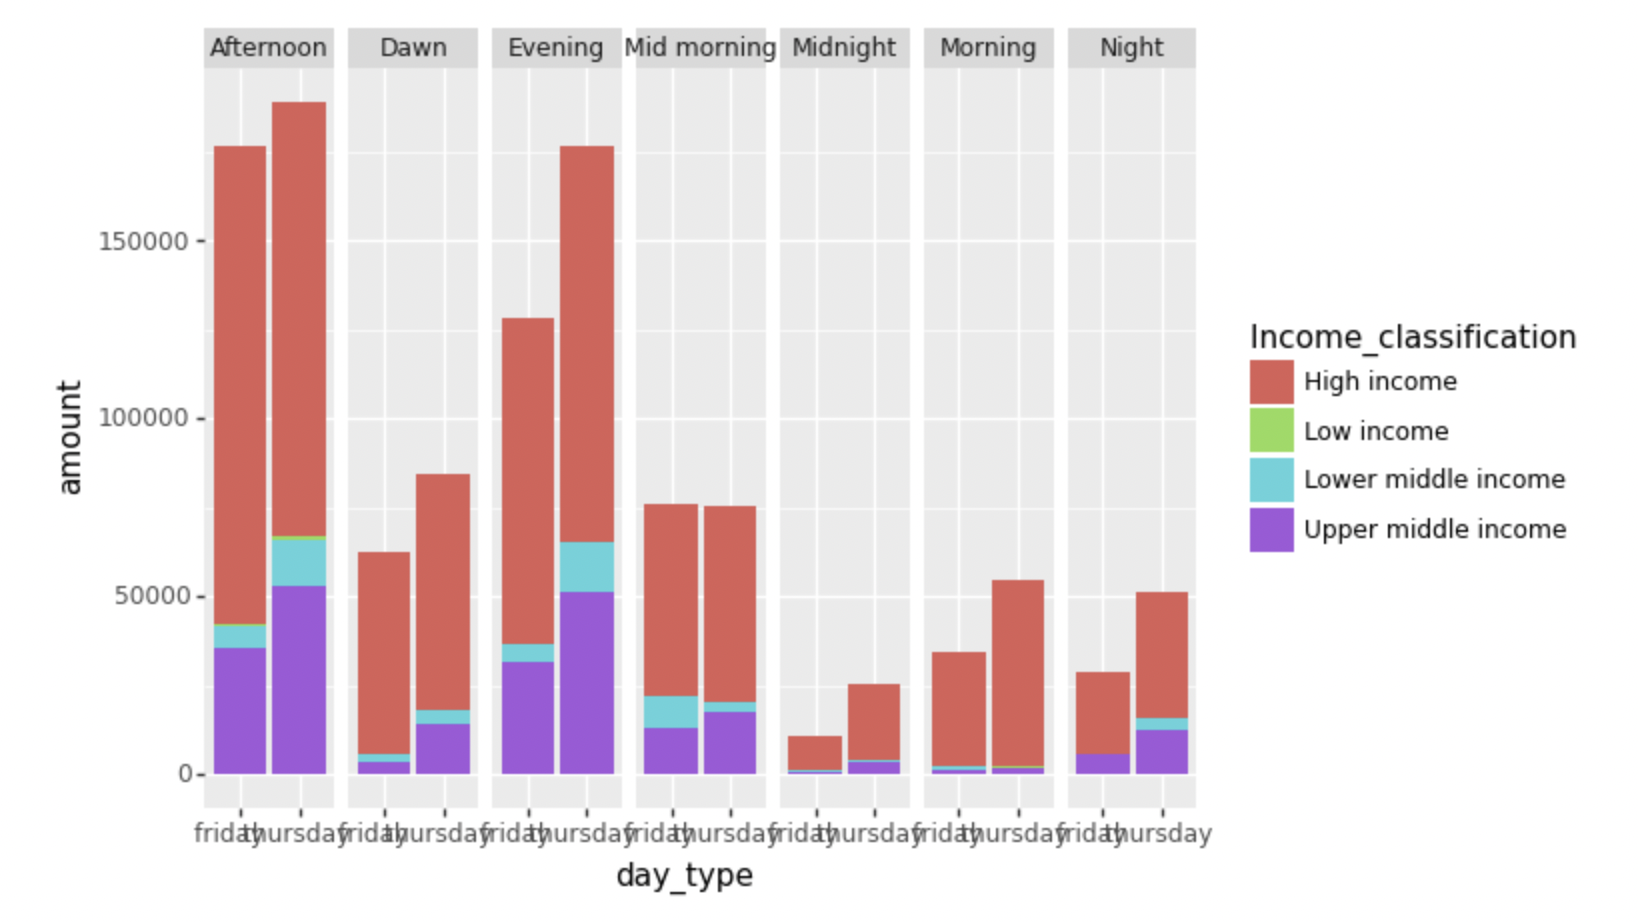 Afternoon Dawn Evening Mid morning Midnight Morning Night
150000
100000
50000
0
amount
friday thursday friday thursday friday thursday friday thursday friday thursday friday thursday friday thursday
day_type
Income_classification
High income
Low income
Lower middle income
Upper middle income